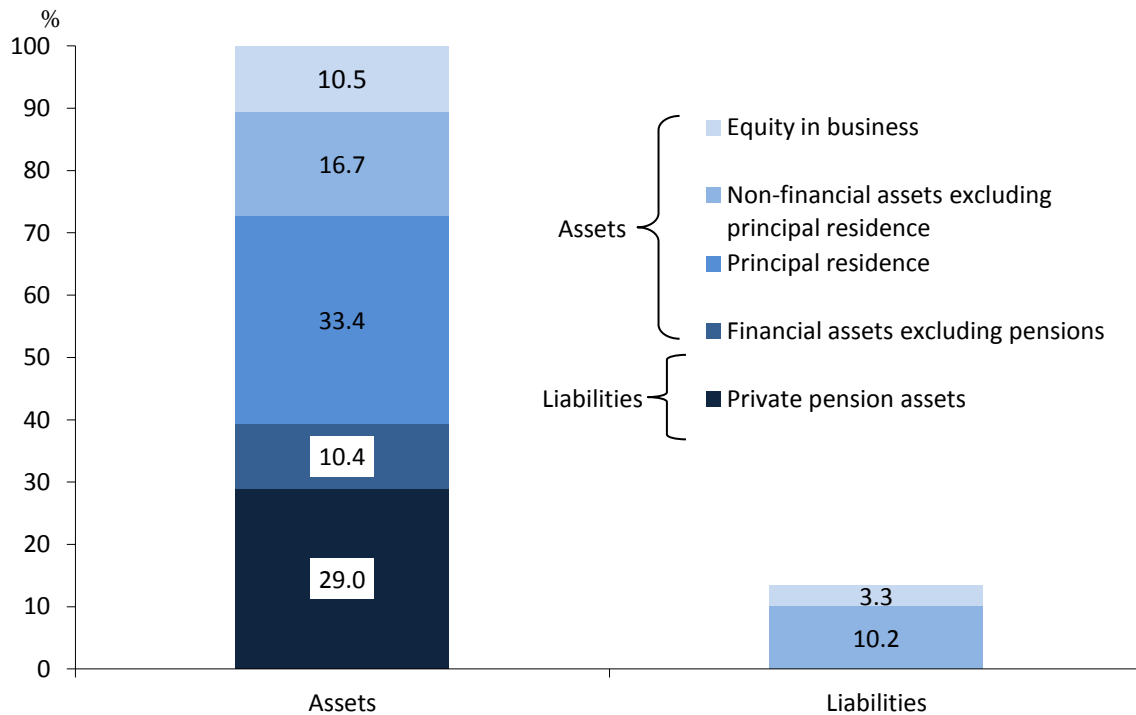 %
100
90
80
70
60
50
40
30
20
10
0
10.5
16.7
33.4
10.4
29.0
3.3
10.2
Assets
Liabilities
Assets
Equity in business
Non-financial assets excluding
principal residence
Principal residence
Financial assets excluding pensions
Liabilities
Private pension assets